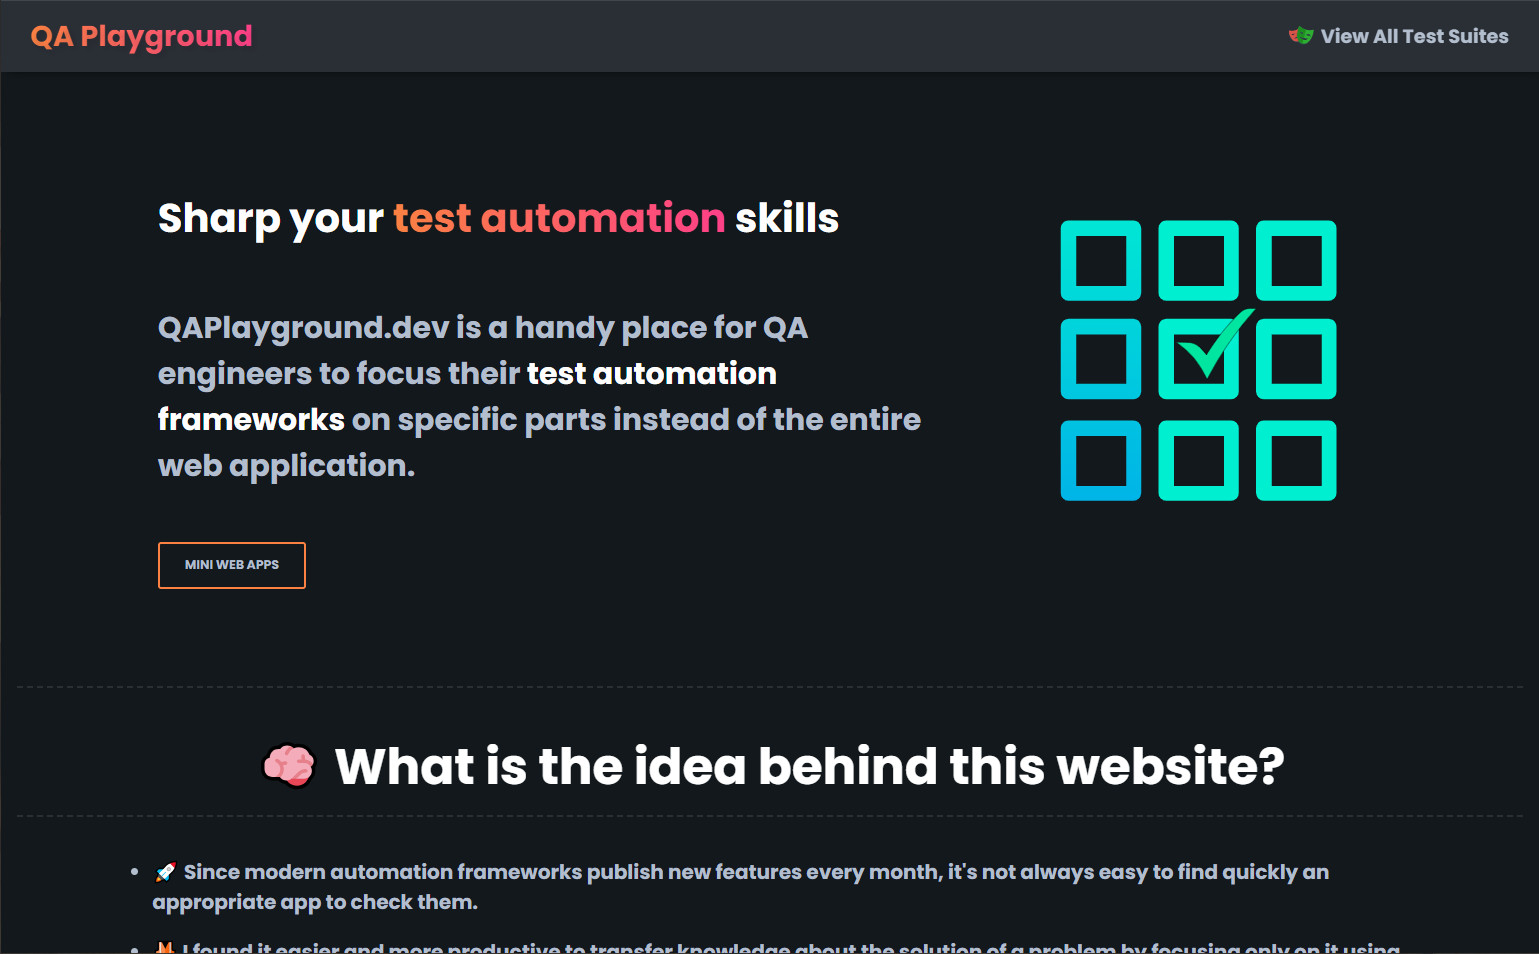 QA Playground
View All Test Suites
Sharp your test automation skills
QAPlayground.dev is a handy place for QA
engineers to focus their test automation
frameworks on specific parts instead of the entire
web application.
MINI WEB APPS
What is the idea behind this website?
Since modern automation frameworks publish new features every month, it's not always easy to find quickly an
appropriate app to check them.
I found it easier and more productive to transfer knowledge about the solution of a problem by focusing only on it using